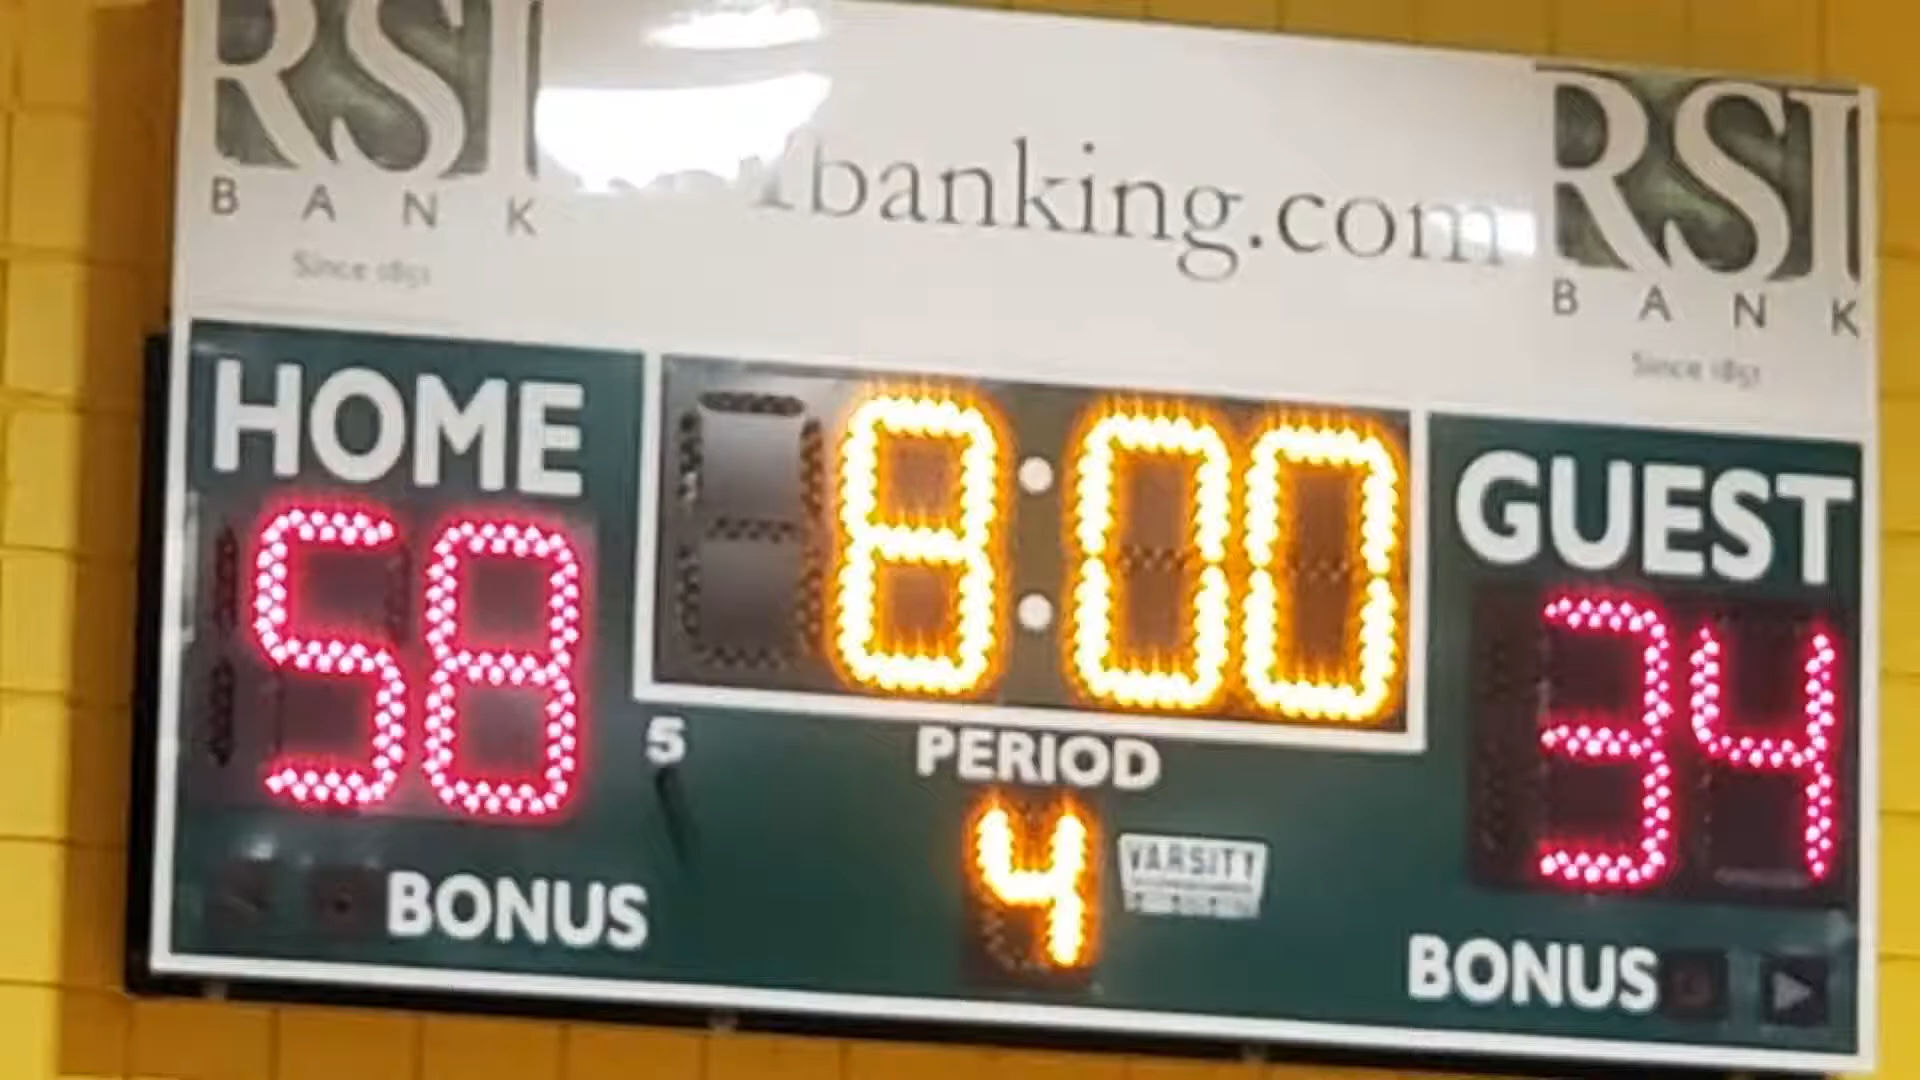 RSI
BANK
Since 1851
banking.com
RSI
BANK
Since 1851
HOME
8:00
GUEST
58
34
5
PERIOD
4
VARSITY
BONUS
BONUS